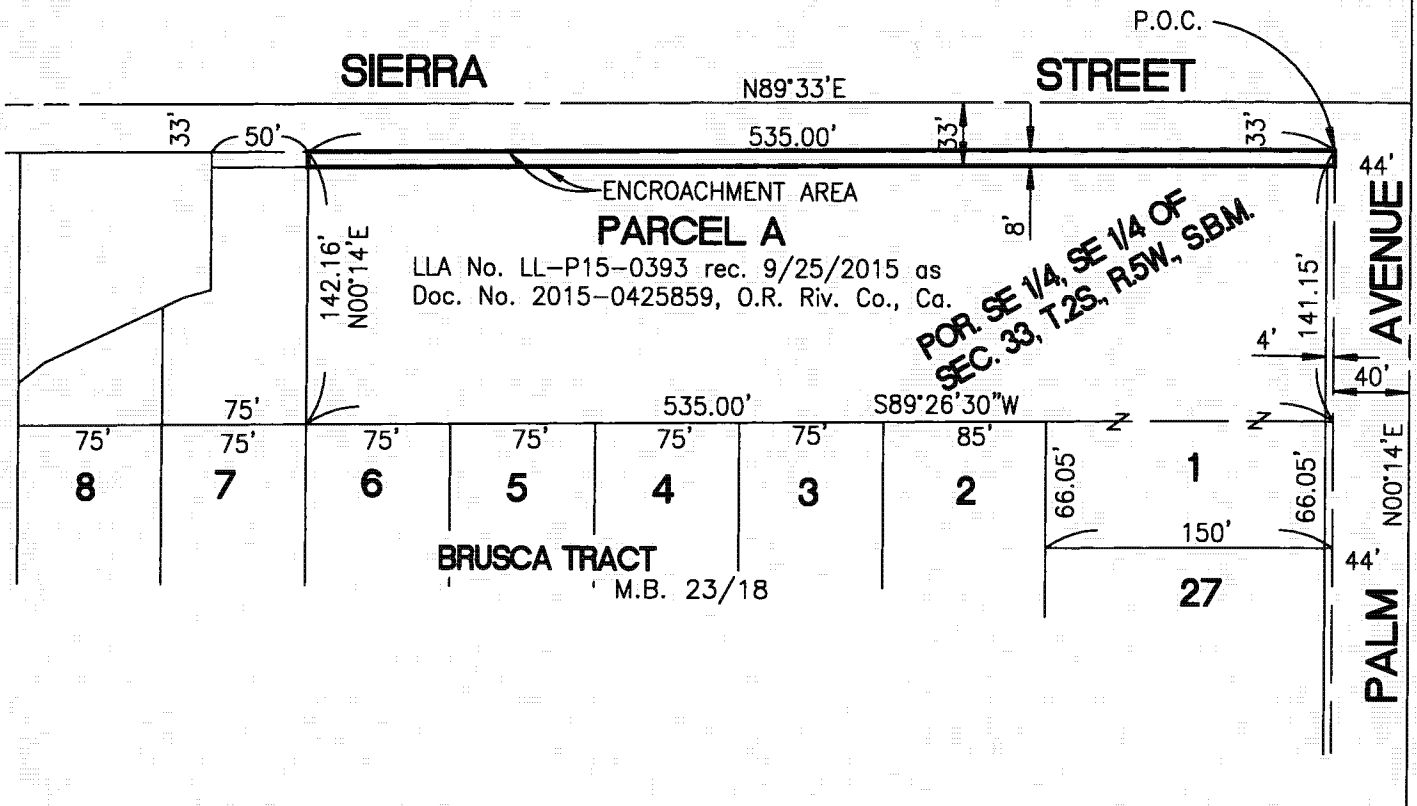 P.O.C.
SIERRA STREET
N89°33'E
33' 50' 535.00' 33' 33'
44'
ENCROACHMENT AREA
8'
PARCEL A
LLA No. LL-P15-0393 rec. 9/25/2015 as
Doc. No. 2015-0425859, O.R. Riv. Co., Ca.
142.16'
N00°14'E
POR. SE 1/4, SE 1/4 OF
SEC. 33, T.2S., R.5W., S.B.M.
4'
141.15'
40'
PALM AVENUE
N00°14'E
75' 535.00' S89°26'30"W
75' 75' 75' 75' 75' 75' 85'
8 7 6 5 4 3 2 1
66.05' 66.05'
150'
44'
27
BRUSCA TRACT
M.B. 23/18